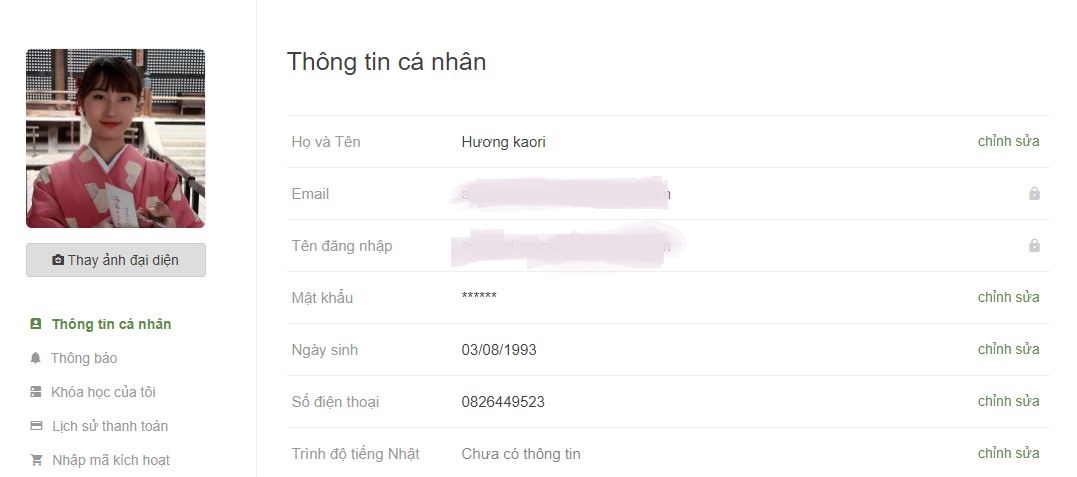 Thông tin cá nhân
Họ và Tên Hương kaori chỉnh sửa
Email
Tên đăng nhập
Mật khẩu ****** chỉnh sửa
Ngày sinh 03/08/1993 chỉnh sửa
Số điện thoại 0826449523 chỉnh sửa
Trình độ tiếng Nhật Chưa có thông tin chỉnh sửa
Thay ảnh đại diện
Thông tin cá nhân
Thông báo
Khóa học của tôi
Lịch sử thanh toán
Nhập mã kích hoạt